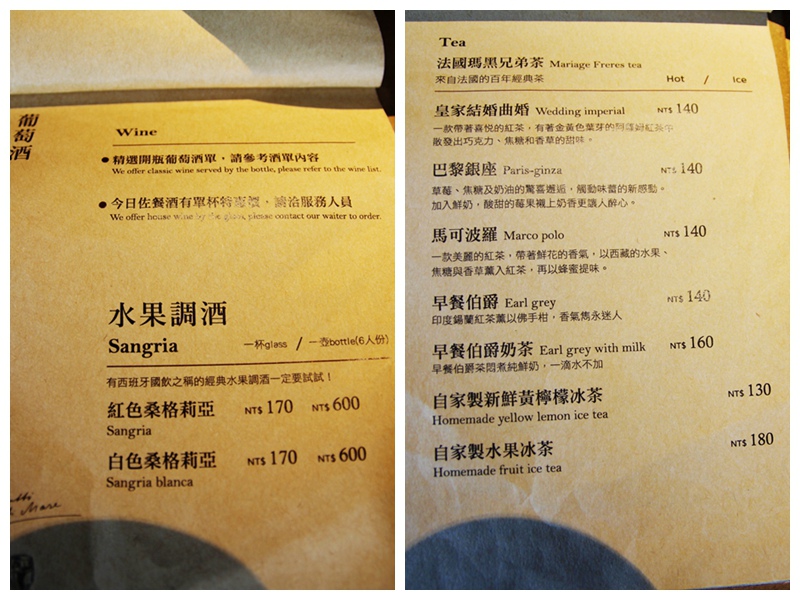 葡萄酒
Wine
●精選開瓶葡萄酒單，請參考酒單內容
We offer classic wine served by the bottle, please refer to the wine list.
●今日佐餐酒有單杯特惠價，請洽服務人員
We offer house wine by the glass, please contact our waiter to order.
水果調酒
Sangria 一杯glass / 一壺bottle(6人份)
有西班牙國飲之稱的經典水果調酒一定要試試！
紅色桑格莉亞 NT$ 170 NT$ 600
Sangria
白色桑格莉亞 NT$ 170 NT$ 600
Sangria blanca
Mare
Tea
法國瑪黑兄弟茶 Mariage Freres tea
來自法國的百年經典茶 Hot / Ice
皇家結婚曲婚 Wedding imperial NT$ 140
一款帶著喜悅的紅茶，有著金黃色葉芽的阿薩姆紅茶中
散發出巧克力、焦糖和香草的甜味。
巴黎銀座 Paris-ginza NT$ 140
草莓、焦糖及奶油的驚喜邂逅，觸動味蕾的新感動。
加入鮮奶，酸甜的莓果襯上奶香更讓人醉心。
馬可波羅 Marco polo NT$ 140
一款美麗的紅茶，帶著鮮花的香氣，以西藏的水果、
焦糖與香草薰入紅茶，再以蜂蜜提味。
早餐伯爵 Earl grey NT$ 140
印度錫蘭紅茶薰以佛手柑，香氣雋永迷人
早餐伯爵奶茶 Earl grey with milk NT$ 160
早餐伯爵茶悶煮純鮮奶，一滴水不加
自家製新鮮黃檸檬冰茶 NT$ 130
Homemade yellow lemon ice tea
自家製水果冰茶 NT$ 180
Homemade fruit ice tea